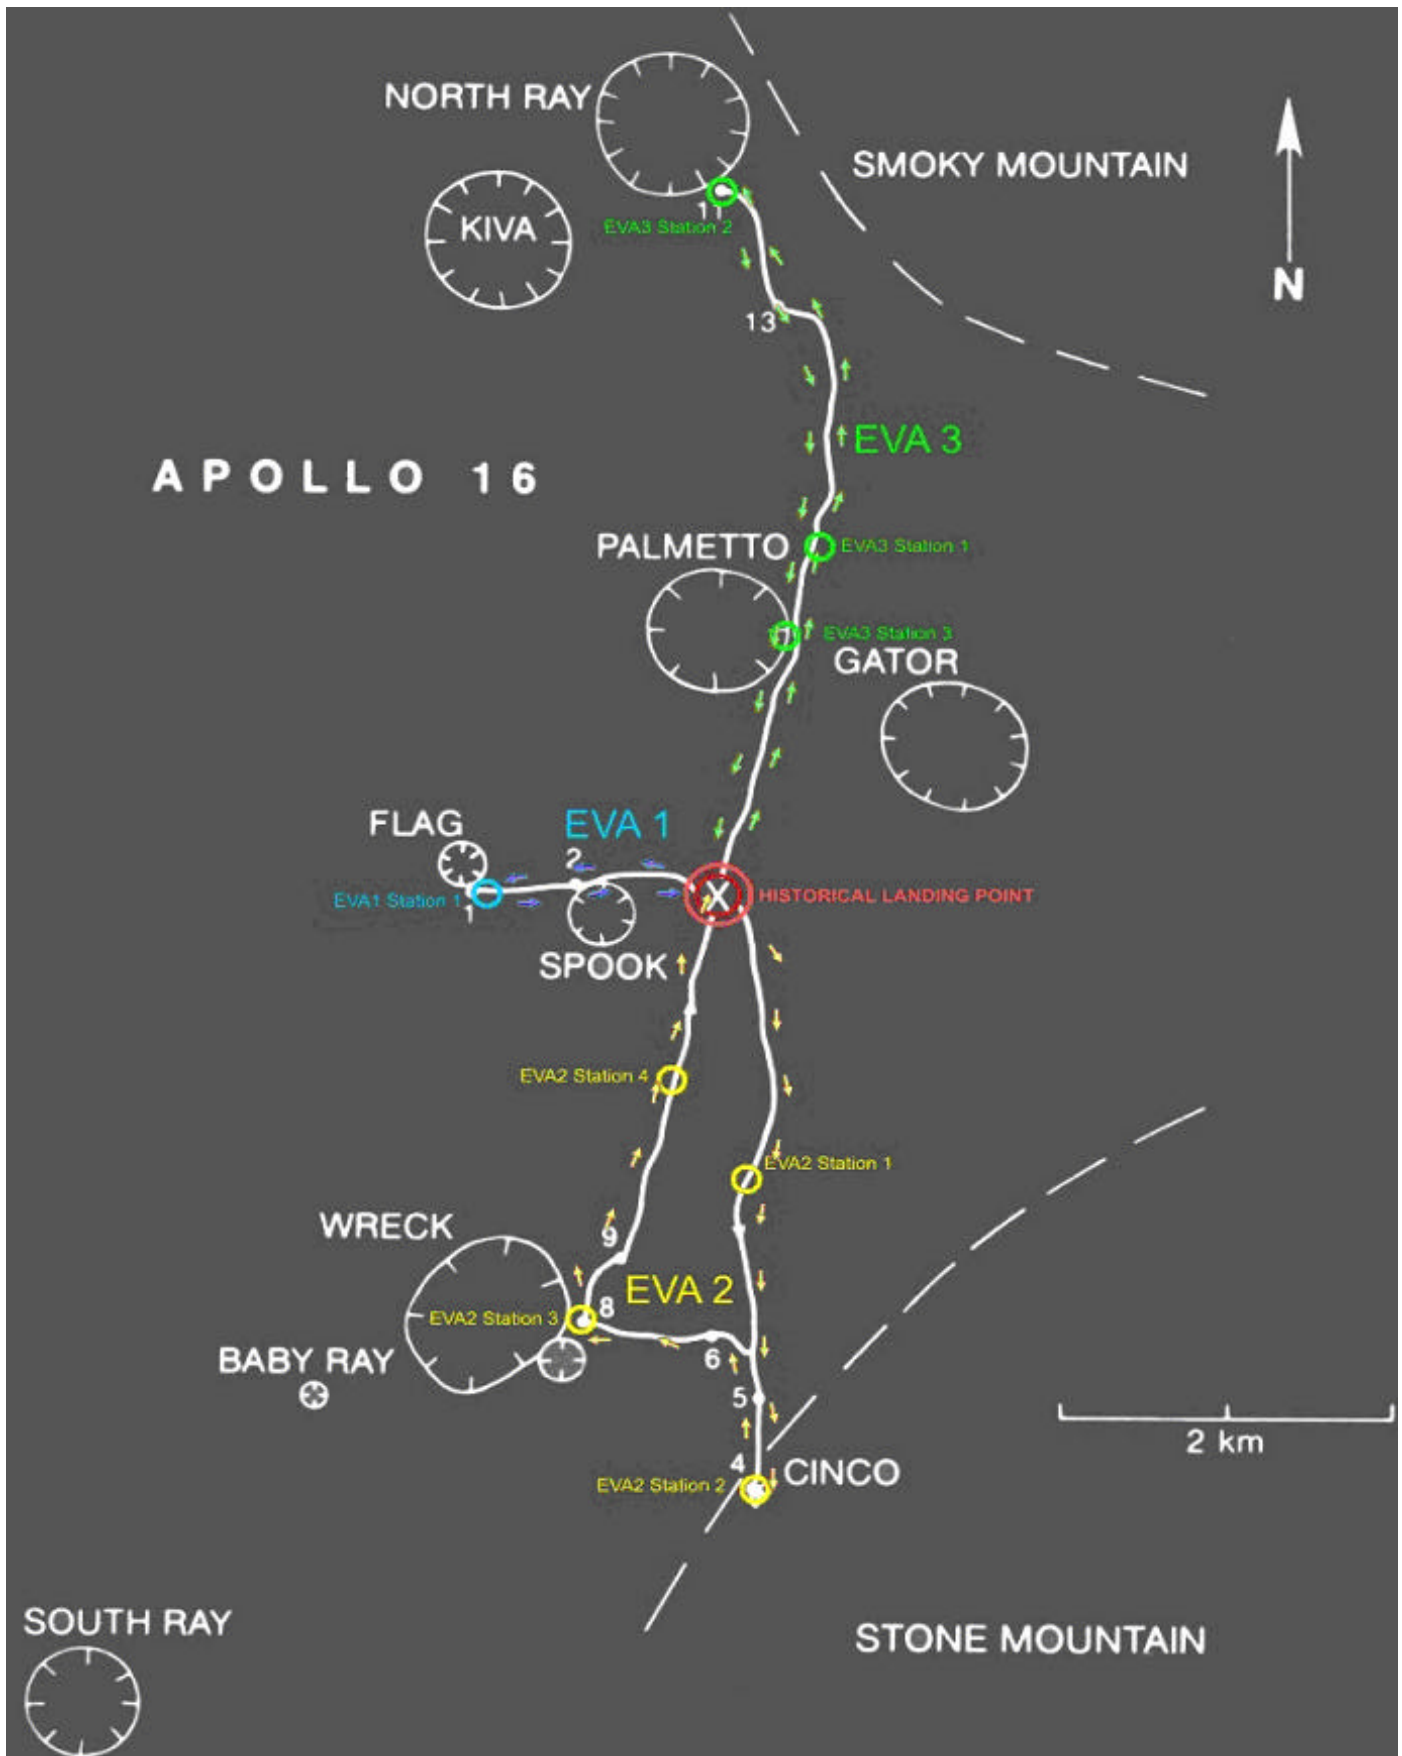 NORTH RAY
SMOKY MOUNTAIN
KIVA
11
EVA3 Station 2
N
13
EVA 3
APOLLO 16
PALMETTO
EVA3 Station 1
EVA3 Station 3
GATOR
FLAG
EVA 1
2
EVA1 Station 1
1
X
HISTORICAL LANDING POINT
SPOOK
EVA2 Station 4
EVA2 Station 1
WRECK
9
EVA 2
8
EVA2 Station 3
BABY RAY
6
5
2 km
4
CINCO
EVA2 Station 2
SOUTH RAY
STONE MOUNTAIN